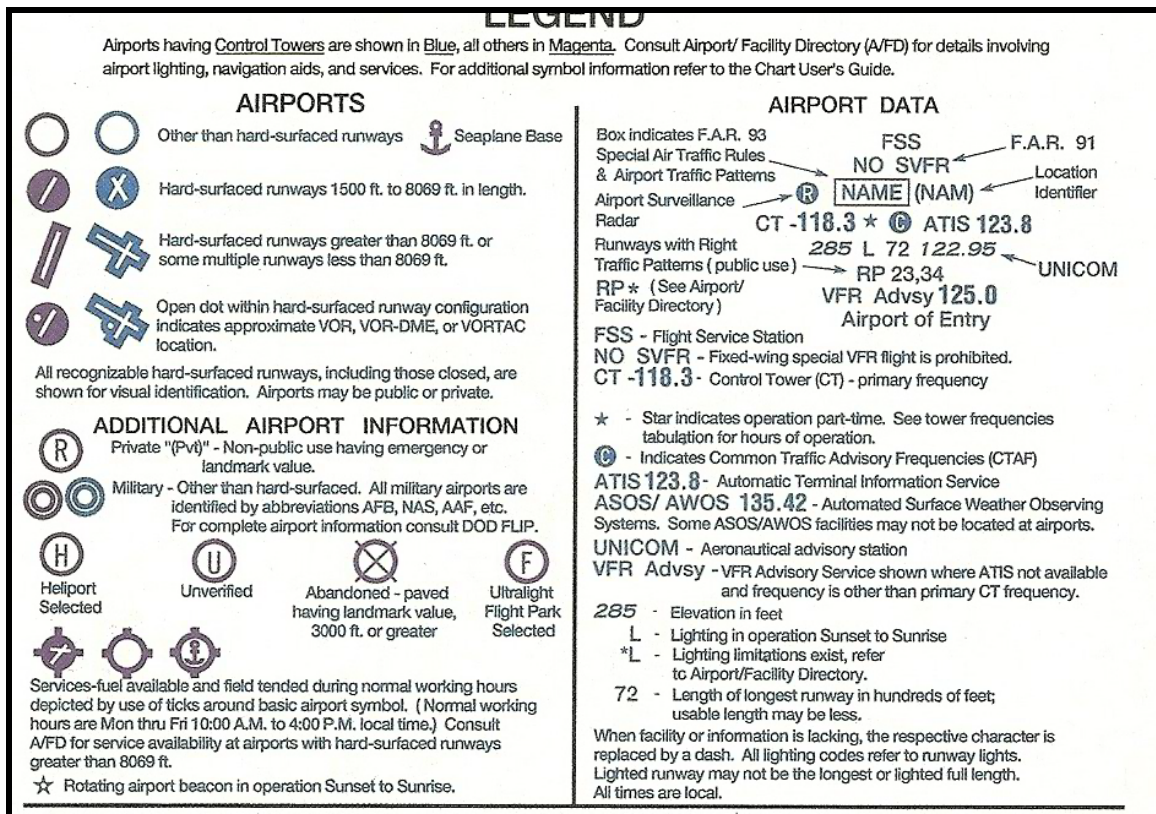 LEGEND
Airports having Control Towers are shown in Blue, all others in Magenta. Consult Airport/ Facility Directory (A/FD) for details involving
airport lighting, navigation aids, and services. For additional symbol information refer to the Chart User's Guide.
AIRPORTS
Other than hard-surfaced runways
Seaplane Base
Hard-surfaced runways 1500 ft. to 8069 ft. in length.
Hard-surfaced runways greater than 8069 ft. or
some multiple runways less than 8069 ft.
Open dot within hard-surfaced runway configuration
indicates approximate VOR, VOR-DME, or VORTAC
location.
All recognizable hard-surfaced runways, including those closed, are
shown for visual identification. Airports may be public or private.
ADDITIONAL AIRPORT INFORMATION
R
Private "(Pvt)" - Non-public use having emergency or
landmark value.
Military - Other than hard-surfaced. All military airports are
identified by abbreviations AFB, NAS, AAF, etc.
For complete airport information consult DOD FLIP.
H
Heliport
Selected
U
Unverified
Abandoned - paved
having landmark value,
3000 ft. or greater
F
Ultralight
Flight Park
Selected
Services-fuel available and field tended during normal working hours
depicted by use of ticks around basic airport symbol. (Normal working
hours are Mon thru Fri 10:00 A.M. to 4:00 P.M. local time.) Consult
A/FD for service availability at airports with hard-surfaced runways
greater than 8069 ft.
☆ Rotating airport beacon in operation Sunset to Sunrise.
AIRPORT DATA
Box indicates F.A.R. 93
Special Air Traffic Rules
& Airport Traffic Patterns
Airport Surveillance
Radar
Runways with Right
Traffic Patterns (public use)
RP * (See Airport/
Facility Directory)
FSS
NO SVFR
F.A.R. 91
R NAME (NAM)
Location
Identifier
CT -118.3 ★ C ATIS 123.8
285 L 72 122.95
UNICOM
RP 23,34
VFR Advsy 125.0
Airport of Entry
FSS - Flight Service Station
NO SVFR - Fixed-wing special VFR flight is prohibited.
CT -118.3 - Control Tower (CT) - primary frequency
★ - Star indicates operation part-time. See tower frequencies
tabulation for hours of operation.
C - Indicates Common Traffic Advisory Frequencies (CTAF)
ATIS 123.8 - Automatic Terminal Information Service
ASOS/ AWOS 135.42 - Automated Surface Weather Observing
Systems. Some ASOS/AWOS facilities may not be located at airports.
UNICOM - Aeronautical advisory station
VFR Advsy - VFR Advisory Service shown where ATIS not available
and frequency is other than primary CT frequency.
285 - Elevation in feet
L - Lighting in operation Sunset to Sunrise
*L - Lighting limitations exist, refer
to Airport/Facility Directory.
72 - Length of longest runway in hundreds of feet;
usable length may be less.
When facility or information is lacking, the respective character is
replaced by a dash. All lighting codes refer to runway lights.
Lighted runway may not be the longest or lighted full length.
All times are local.